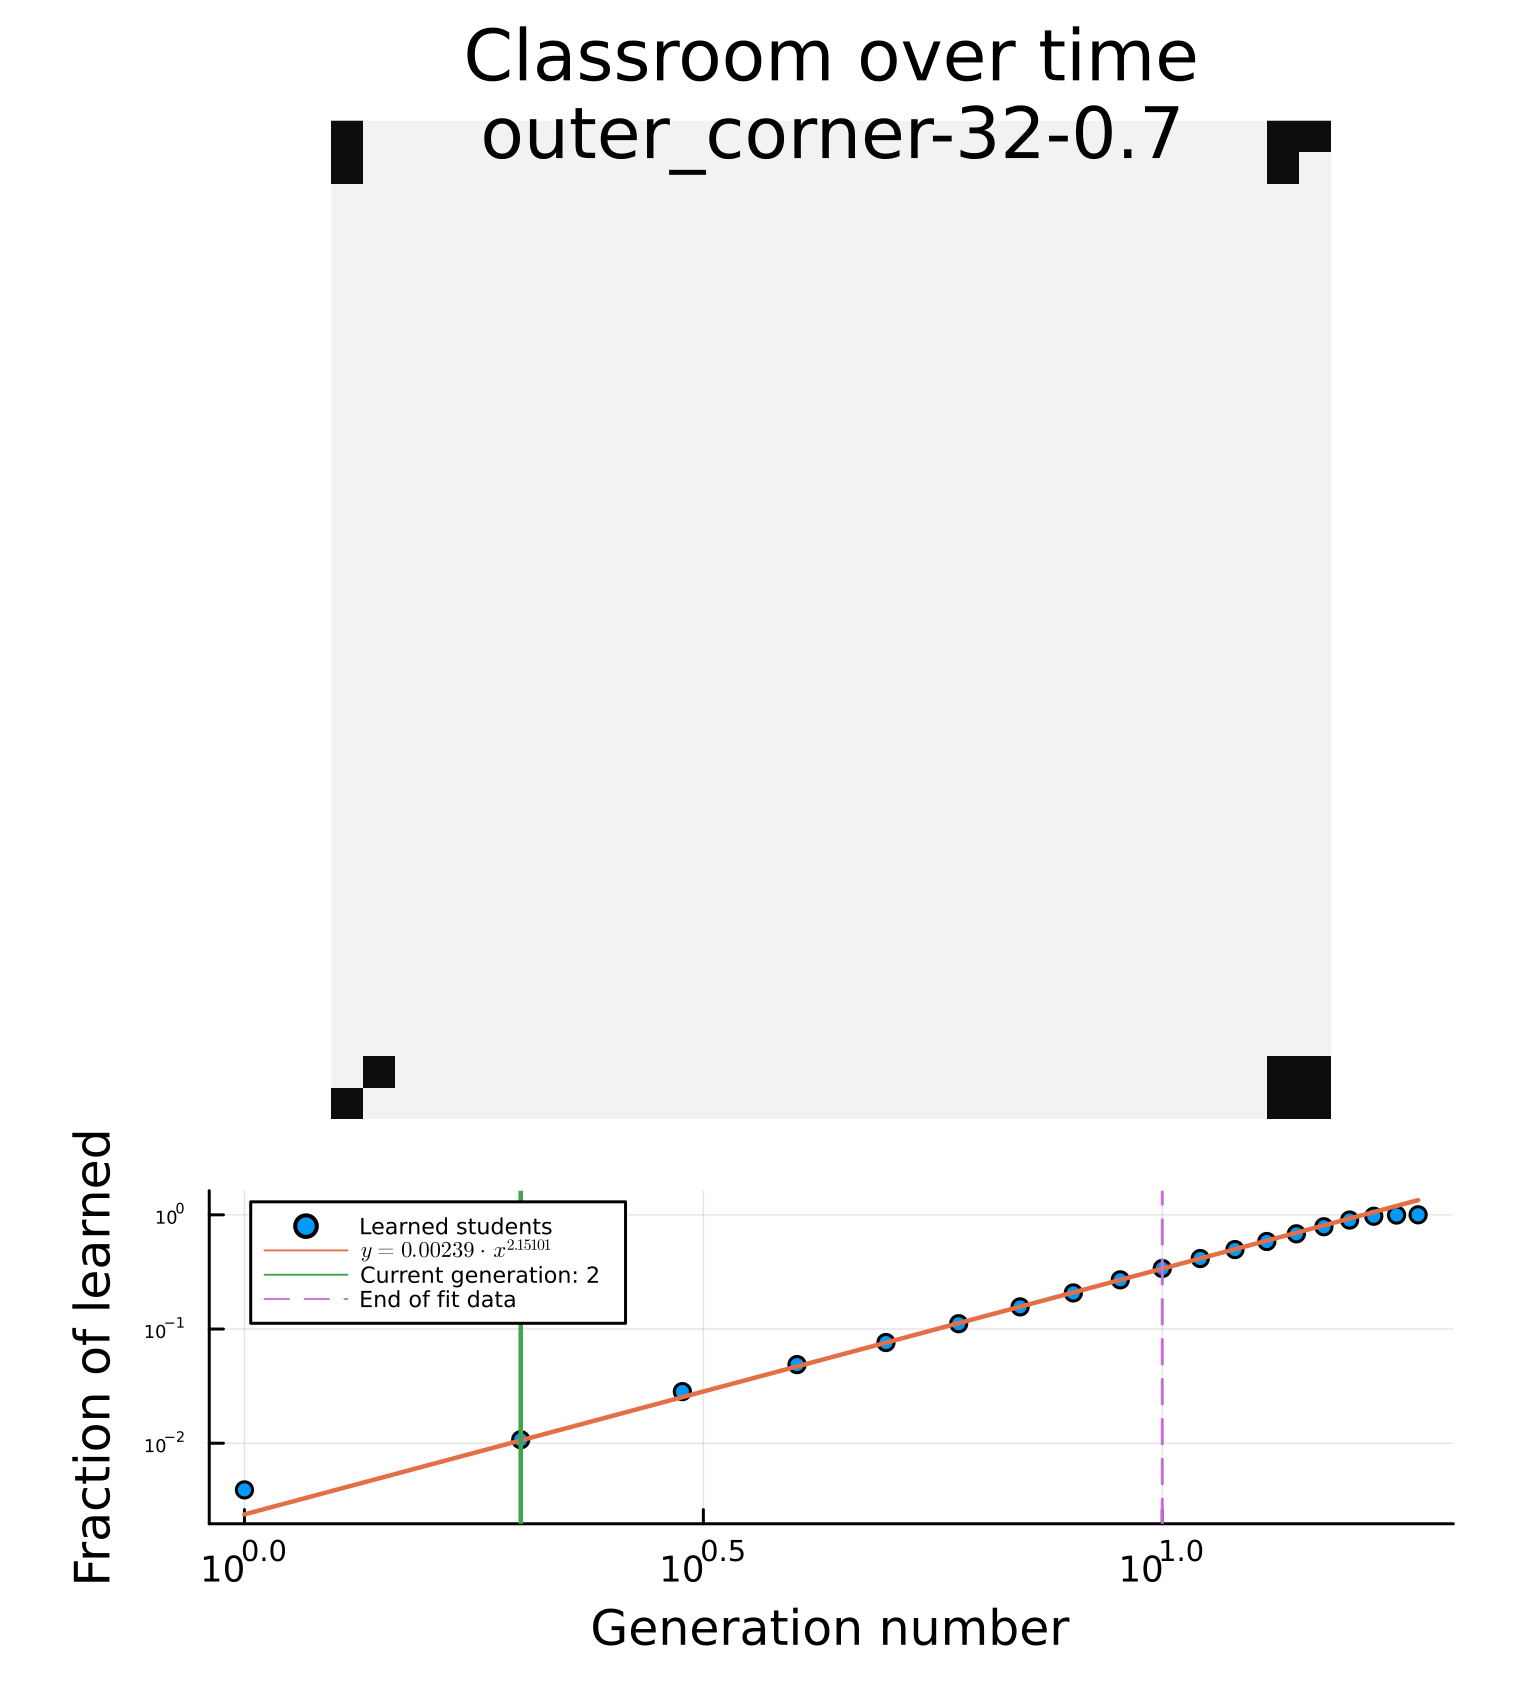 Classroom over time
outer_corner-32-0.7
Fraction of learned
10^0
10^-1
10^-2
Learned students
y = 0.00239 · x^2.15101
Current generation: 2
End of fit data
10^0.0
10^0.5
10^1.0
Generation number